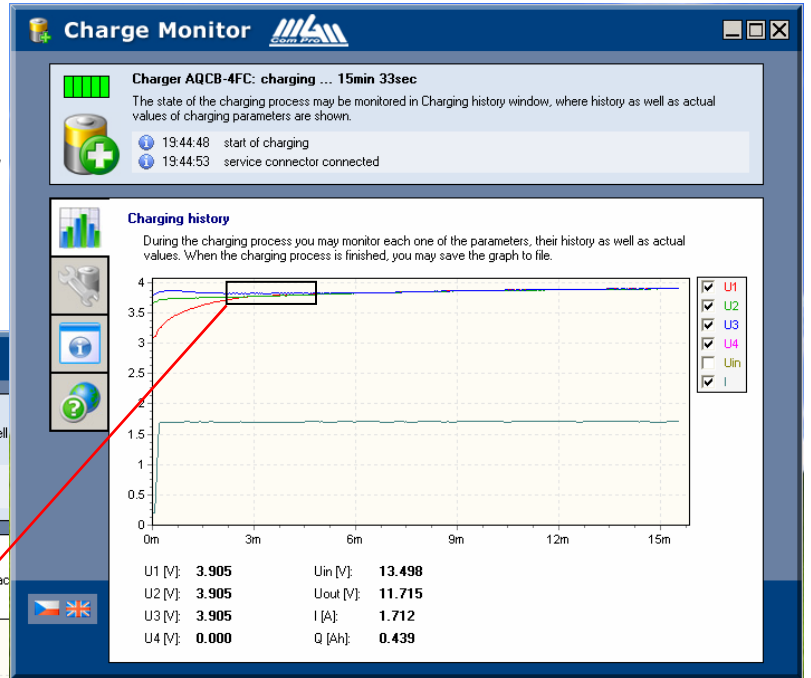 Charge Monitor
MGM
Com Pro
Charger AQCB-4FC: charging ... 15min 33sec
The state of the charging process may be monitored in Charging history window, where history as well as actual
values of charging parameters are shown.
19:44:48 start of charging
19:44:53 service connector connected
Charging history
During the charging process you may monitor each one of the parameters, their history as well as actual
values. When the charging process is finished, you may save the graph to file.
4
3.5
3
2.5
2
1.5
1
0.5
0
0m 3m 6m 9m 12m 15m
U1
U2
U3
U4
Uin
I
U1 [V]: 3.905 Uin [V]: 13.498
U2 [V]: 3.905 Uout [V]: 11.715
U3 [V]: 3.905 I [A]: 1.712
U4 [V]: 0.000 Q [Ah]: 0.439
ell
ac